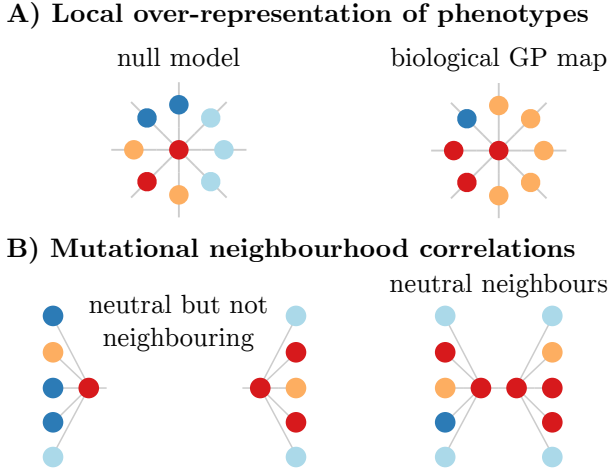 A) Local over-representation of phenotypes
null model
biological GP map
B) Mutational neighbourhood correlations
neutral but not
neighbouring
neutral neighbours